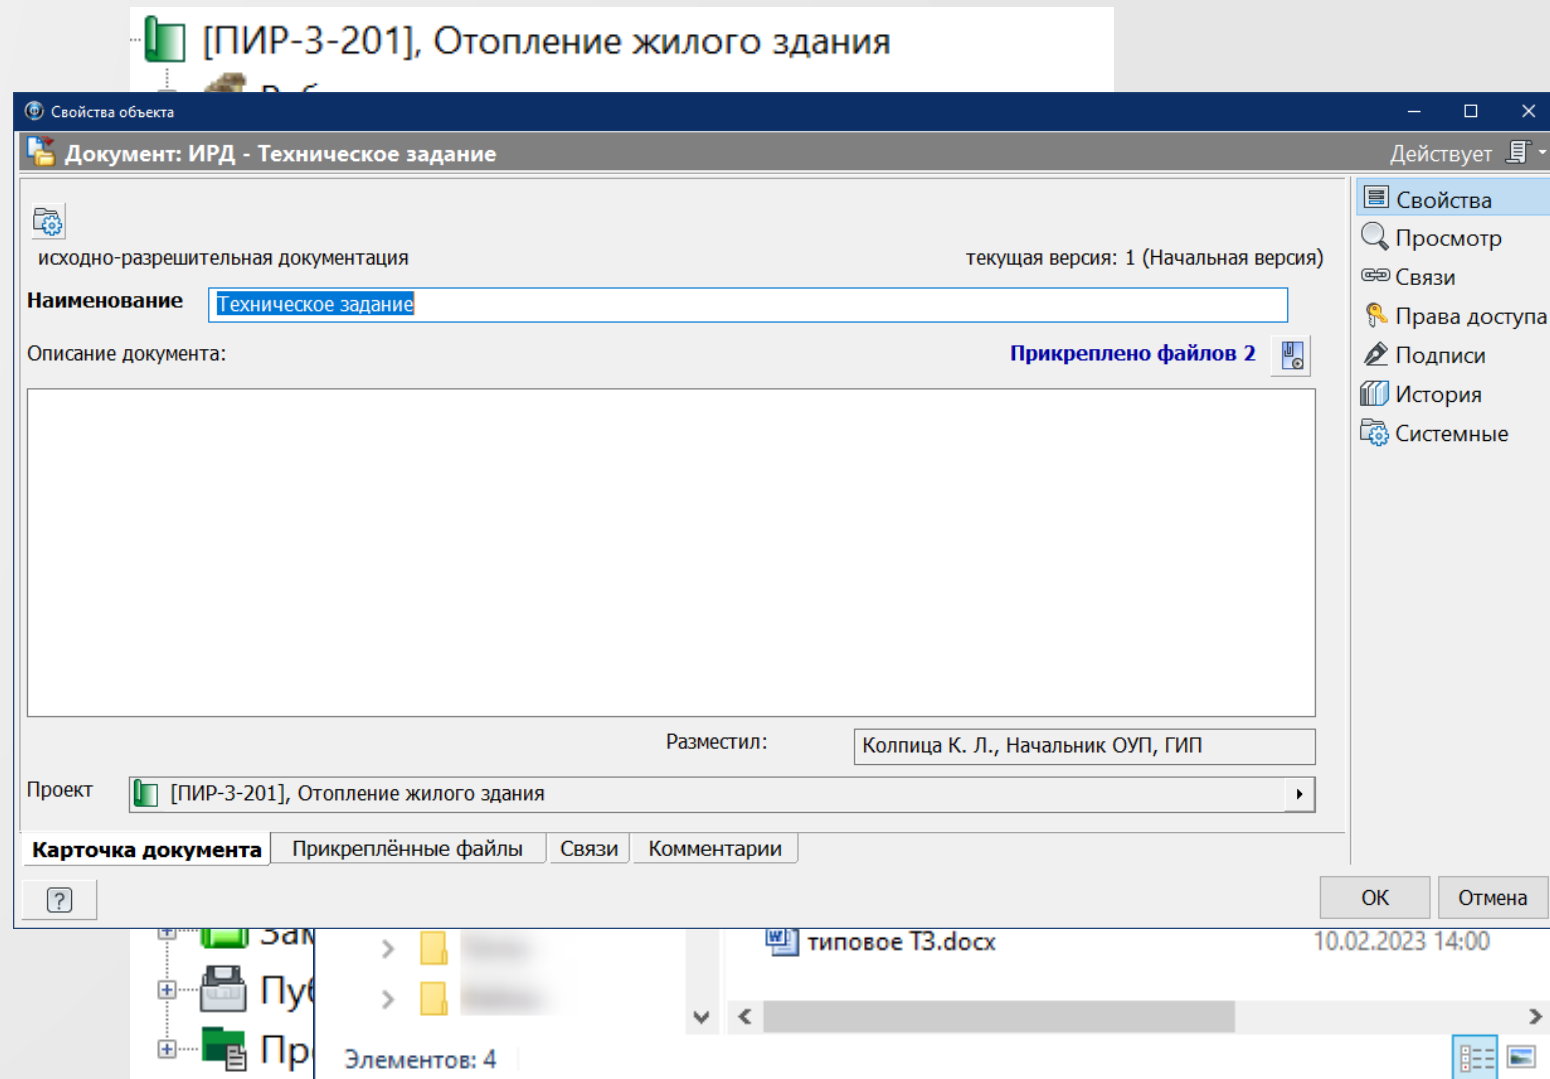 [ПИР-3-201], Отопление жилого здания
Свойства объекта
Документ: ИРД - Техническое задание
Действует
исходно-разрешительная документация
текущая версия: 1 (Начальная версия)
Наименование
Техническое задание
Описание документа:
Прикреплено файлов 2
Разместил:
Колпица К. Л., Начальник ОУП, ГИП
Проект
[ПИР-3-201], Отопление жилого здания
Карточка документа
Прикреплённые файлы
Связи
Комментарии
Свойства
Просмотр
Связи
Права доступа
Подписи
История
Системные
ОК
Отмена
Зам
типовое ТЗ.docx
10.02.2023 14:00
Пуб
Пр
Элементов: 4